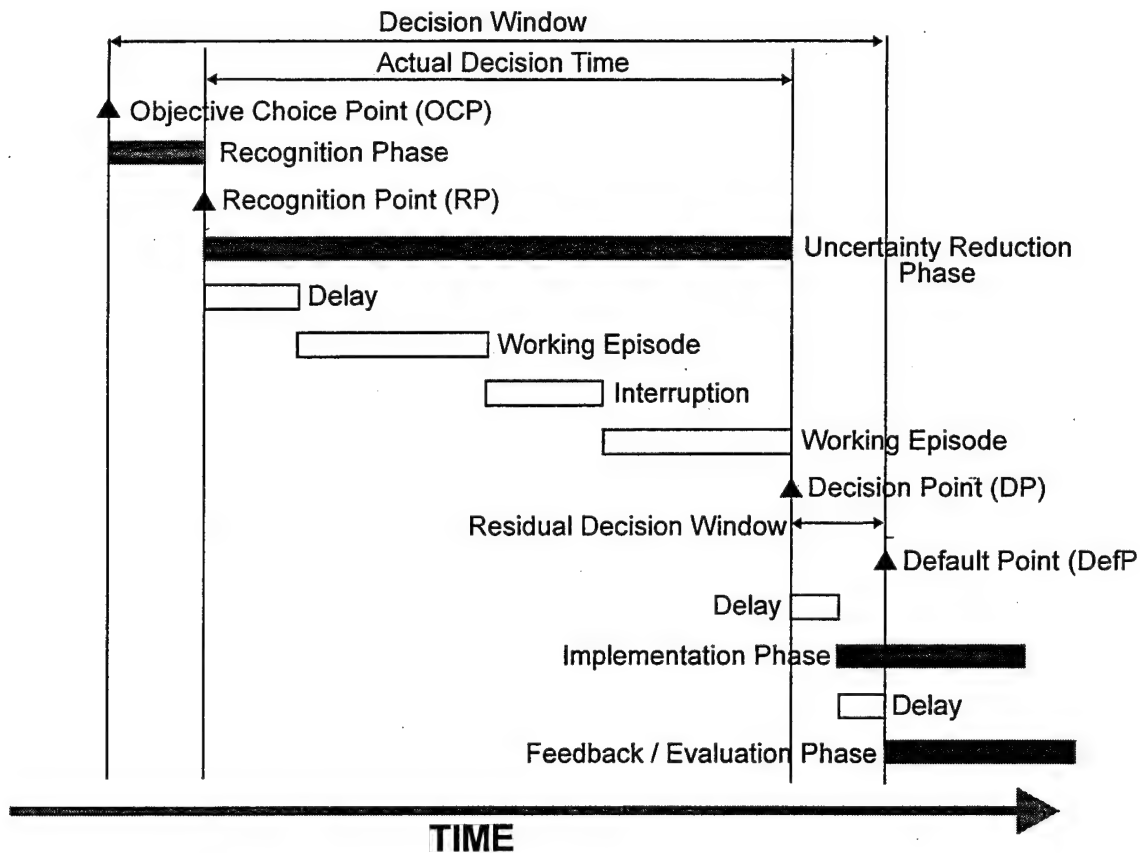 Decision Window
Actual Decision Time
Objective Choice Point (OCP)
Recognition Phase
Recognition Point (RP)
Uncertainty Reduction
Phase
Delay
Working Episode
Interruption
Working Episode
Decision Point (DP)
Residual Decision Window
Default Point (DefP
Delay
Implementation Phase
Delay
Feedback / Evaluation Phase
TIME